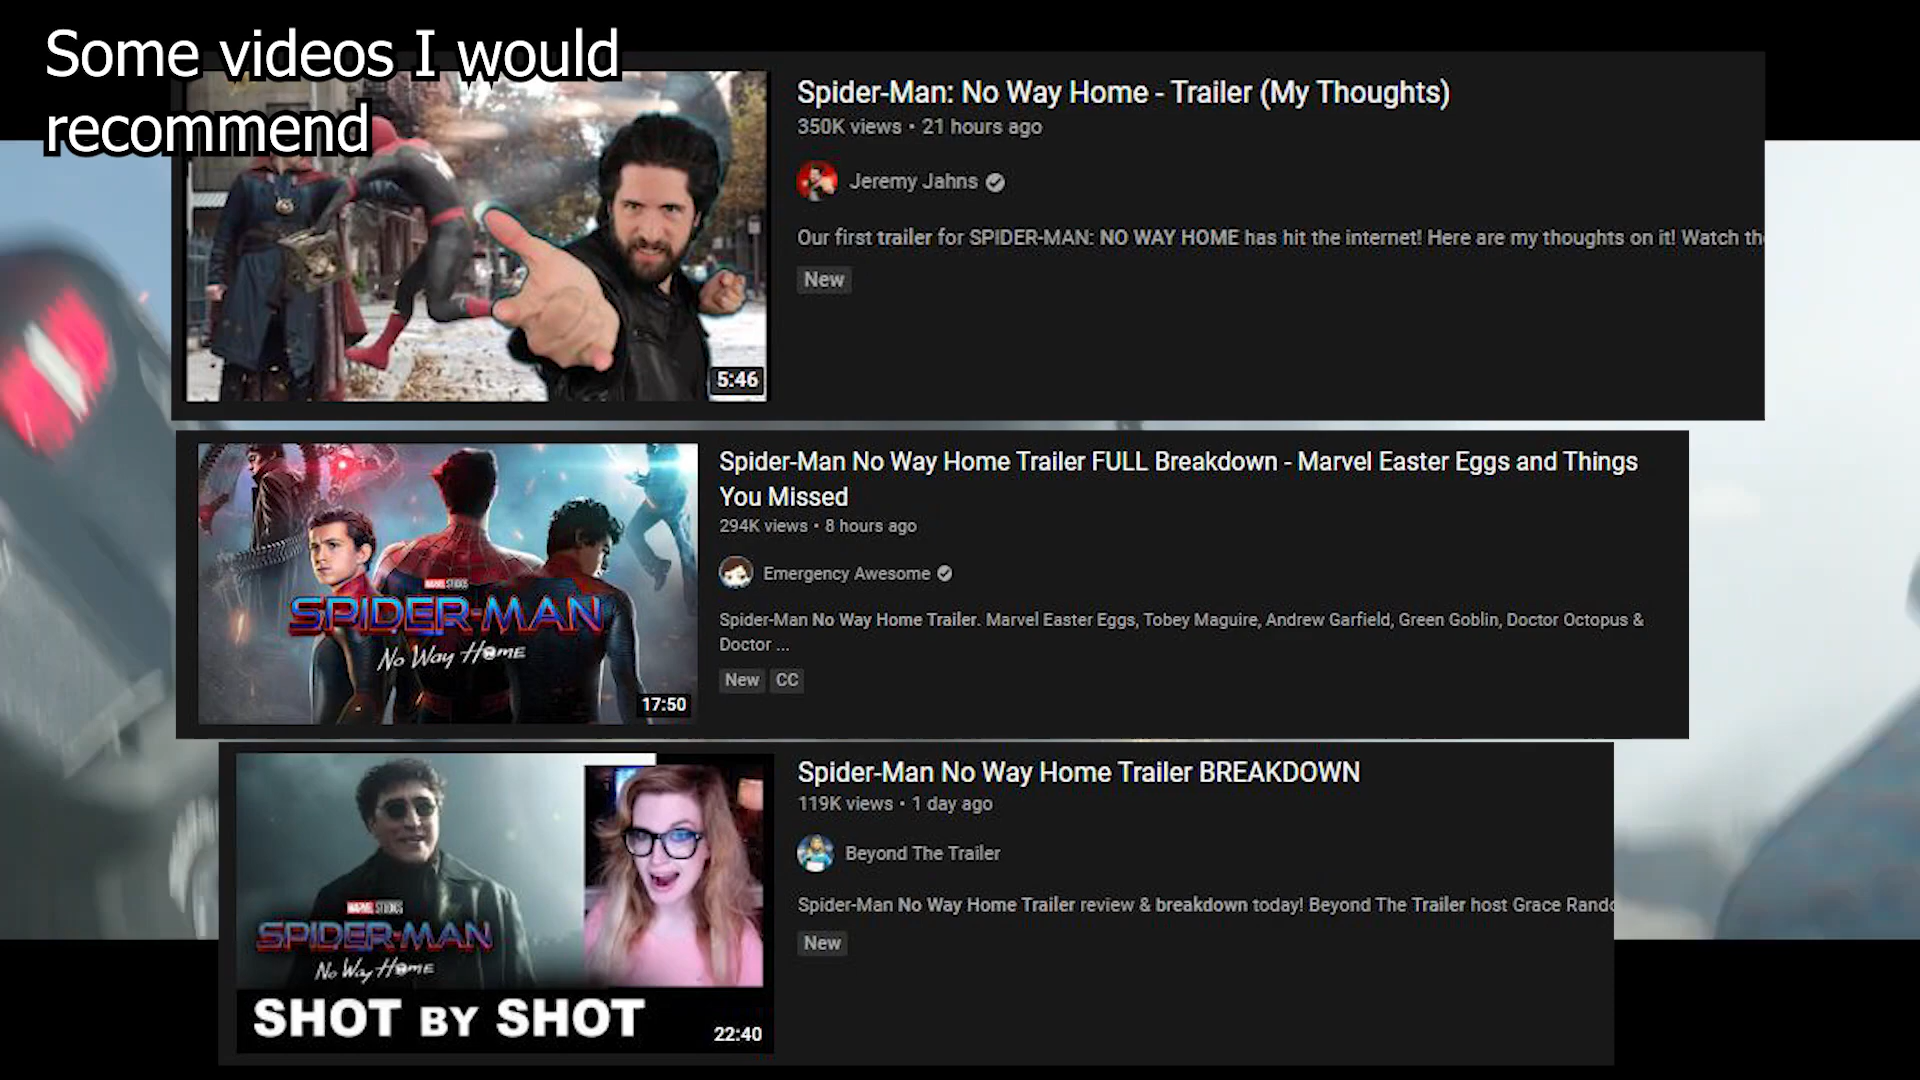 Some videos I would
recommend
Spider-Man: No Way Home - Trailer (My Thoughts)
350K views • 21 hours ago
Jeremy Jahns
Our first trailer for SPIDER-MAN: NO WAY HOME has hit the internet! Here are my thoughts on it! Watch th
New
5:46
Spider-Man No Way Home Trailer FULL Breakdown - Marvel Easter Eggs and Things
You Missed
294K views • 8 hours ago
Emergency Awesome
Spider-Man No Way Home Trailer. Marvel Easter Eggs, Tobey Maguire, Andrew Garfield, Green Goblin, Doctor Octopus &
Doctor ...
New CC
MARVEL STUDIOS
SPIDER-MAN
No Way Home
17:50
Spider-Man No Way Home Trailer BREAKDOWN
119K views • 1 day ago
Beyond The Trailer
Spider-Man No Way Home Trailer review & breakdown today! Beyond The Trailer host Grace Rando
New
MARVEL STUDIOS
SPIDER-MAN
No Way Home
SHOT BY SHOT
22:40